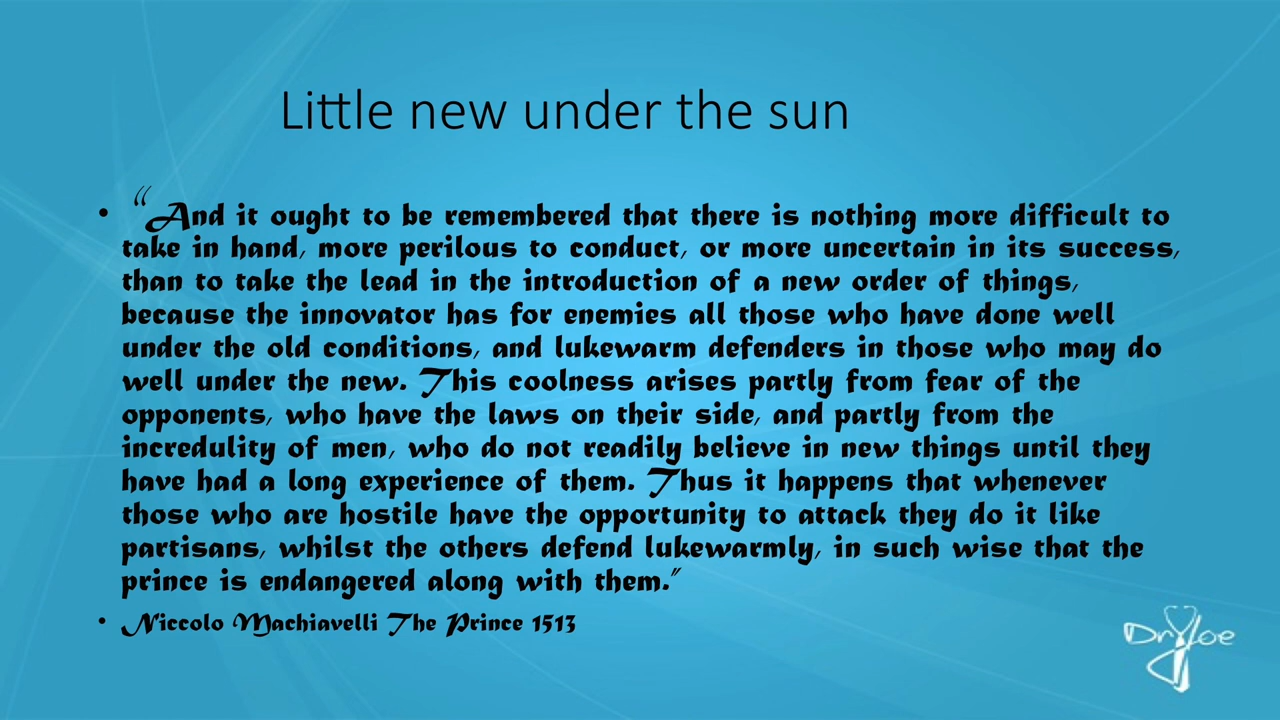 Little new under the sun
• “And it ought to be remembered that there is nothing more difficult to
take in hand, more perilous to conduct, or more uncertain in its success,
than to take the lead in the introduction of a new order of things,
because the innovator has for enemies all those who have done well
under the old conditions, and lukewarm defenders in those who may do
well under the new. This coolness arises partly from fear of the
opponents, who have the laws on their side, and partly from the
incredulity of men, who do not readily believe in new things until they
have had a long experience of them. Thus it happens that whenever
those who are hostile have the opportunity to attack they do it like
partisans, whilst the others defend lukewarmly, in such wise that the
prince is endangered along with them.”
• Niccolo Machiavelli The Prince 1513
Dr Joe